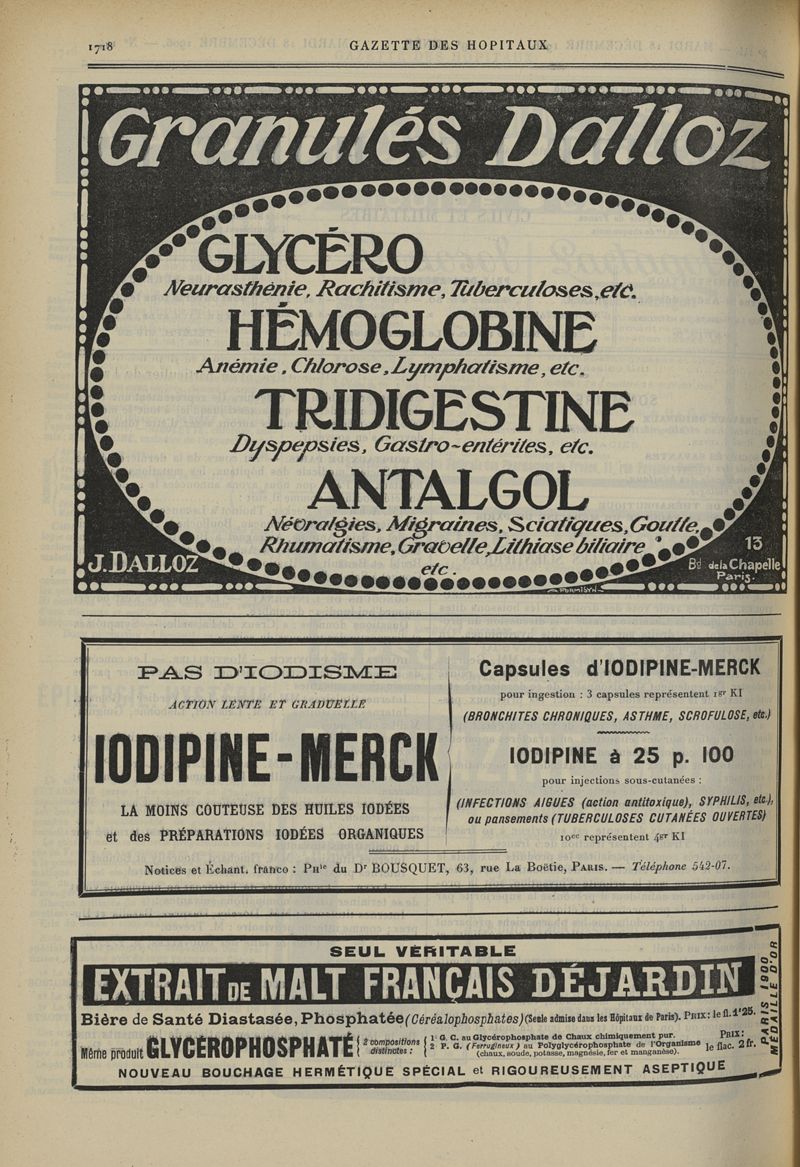 1718
GAZETTE DES HOPITAUX
Granulés Dalloz
GLYCÉRO
Neurasthénie, Rachitisme, Tuberculoses, etc.
HÉMOGLOBINE
Anémie, Chlorose, Lymphatisme, etc.
TRIDIGESTINE
Dyspepsies, Gastro-entérites, etc.
ANTALGOL
Névralgies, Migraines, Sciatiques, Goutte,
Rhumatisme, Gravelle, Lithiase biliaire
etc.
J. DALLOZ
13
Bd de la Chapelle
Paris.
PAS D'IODISME
ACTION LENTE ET GRADUELLE
IODIPINE-MERCK
LA MOINS COUTEUSE DES HUILES IODÉES
et des PRÉPARATIONS IODÉES ORGANIQUES
Capsules d'IODIPINE-MERCK
pour ingestion : 3 capsules représentent 1gr KI
(BRONCHITES CHRONIQUES, ASTHME, SCROFULOSE, etc.)
IODIPINE à 25 p. 100
pour injections sous-cutanées :
(INFECTIONS AIGUES (action antitoxique), SYPHILIS, etc.),
ou pansements (TUBERCULOSES CUTANÉES OUVERTES)
10cc représentent 4gr KI
Notices et Échant. franco : Phie du Dr BOUSQUET, 63, rue La Boëtie, PARIS. — Téléphone 542-07.
SEUL VÉRITABLE
EXTRAIT DE MALT FRANÇAIS DÉJARDIN
Bière de Santé Diastasée, Phosphatée (Céréalophosphates) (Seule admise dans les Hôpitaux de Paris). PRIX: le fl. 1f25.
Même produit GLYCÉROPHOSPHATÉ { 2 compositions distinctes : { 1° G. C. au Glycérophosphate de Chaux chimiquement pur.
2° P. G. (Ferrugineux) au Polyglycérophosphate de l'Organisme
(chaux, soude, potasse, magnésie, fer et manganèse).
PRIX:
le flac. 2 fr.
NOUVEAU BOUCHAGE HERMÉTIQUE SPÉCIAL et RIGOUREUSEMENT ASEPTIQUE
PARIS 1900
MÉDAILLE D'OR